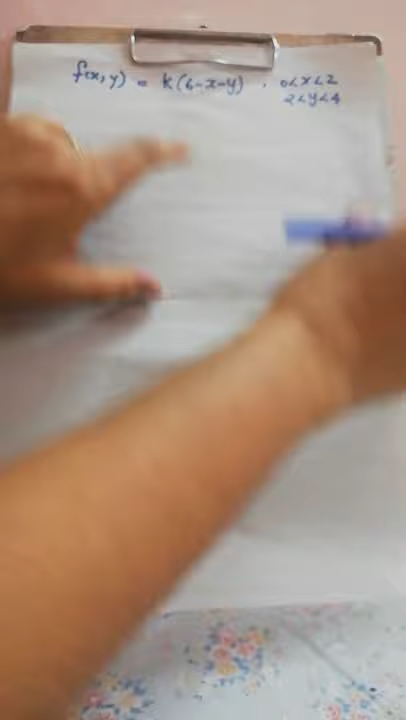 f(x,y) = k(6-x-y) , 0<x<2
2<y<4